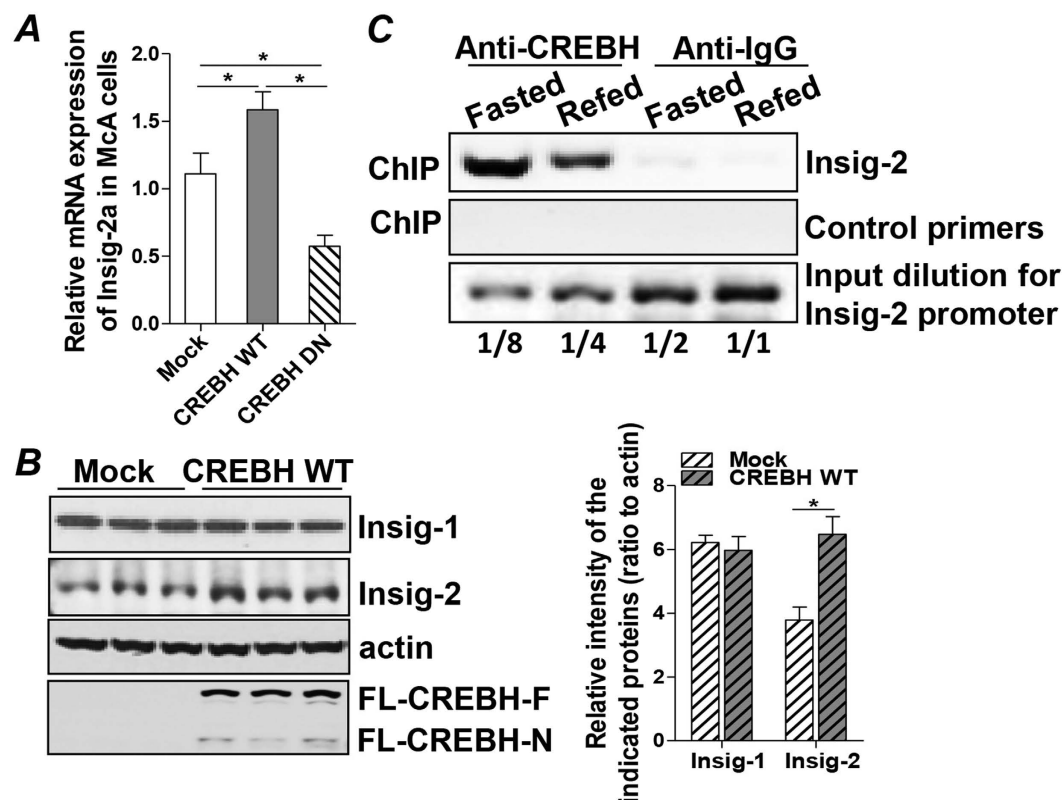 A
Relative mRNA expression
of Insig-2a in McA cells
2.0
1.5
1.0
0.5
0.0
*
*
*
Mock
CREBH WT
CREBH DN
C
Anti-CREBH
Anti-IgG
Fasted
Refed
Fasted
Refed
ChIP
Insig-2
ChIP
Control primers
Input dilution for
Insig-2 promoter
1/8
1/4
1/2
1/1
B
Mock
CREBH WT
Insig-1
Insig-2
actin
FL-CREBH-F
FL-CREBH-N
Relative intensity of the
indicated proteins (ratio to actin)
Mock
CREBH WT
8
6
4
2
0
*
Insig-1
Insig-2